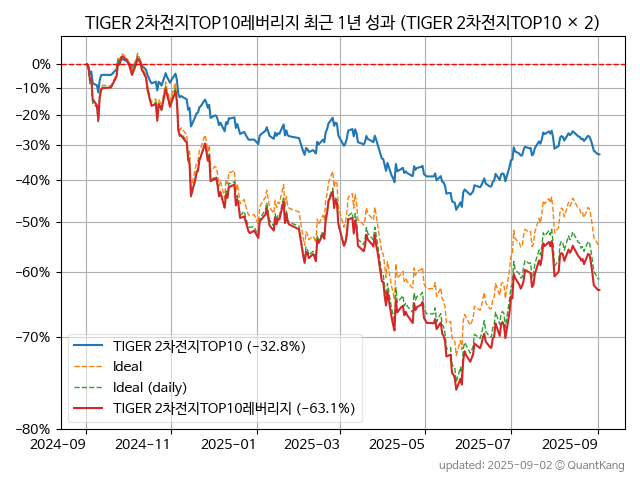 TIGER 2차전지TOP10레버리지 최근 1년 성과 (TIGER 2차전지TOP10 × 2)
0%
−10%
−20%
−30%
−40%
−50%
−60%
−70%
−80%
TIGER 2차전지TOP10 (−32.8%)
Ideal
Ideal (daily)
TIGER 2차전지TOP10레버리지 (−63.1%)
2024-09 2024-11 2025-01 2025-03 2025-05 2025-07 2025-09
updated: 2025-09-02 © QuantKang